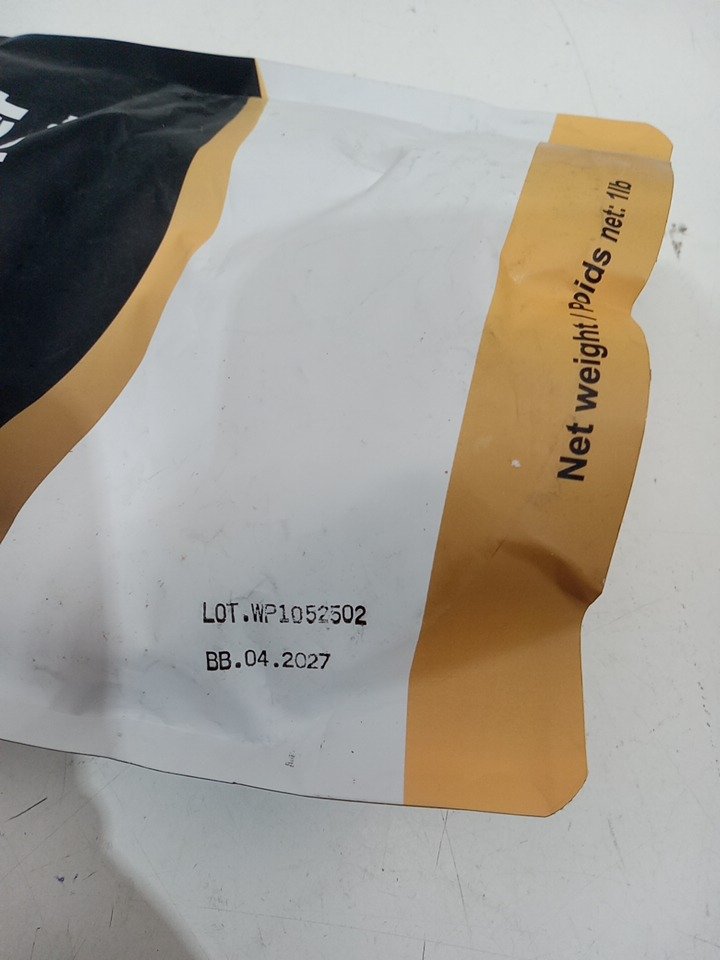 Net weight/Poids net: 1lb
LOT.WP1052502
BB.04.2027